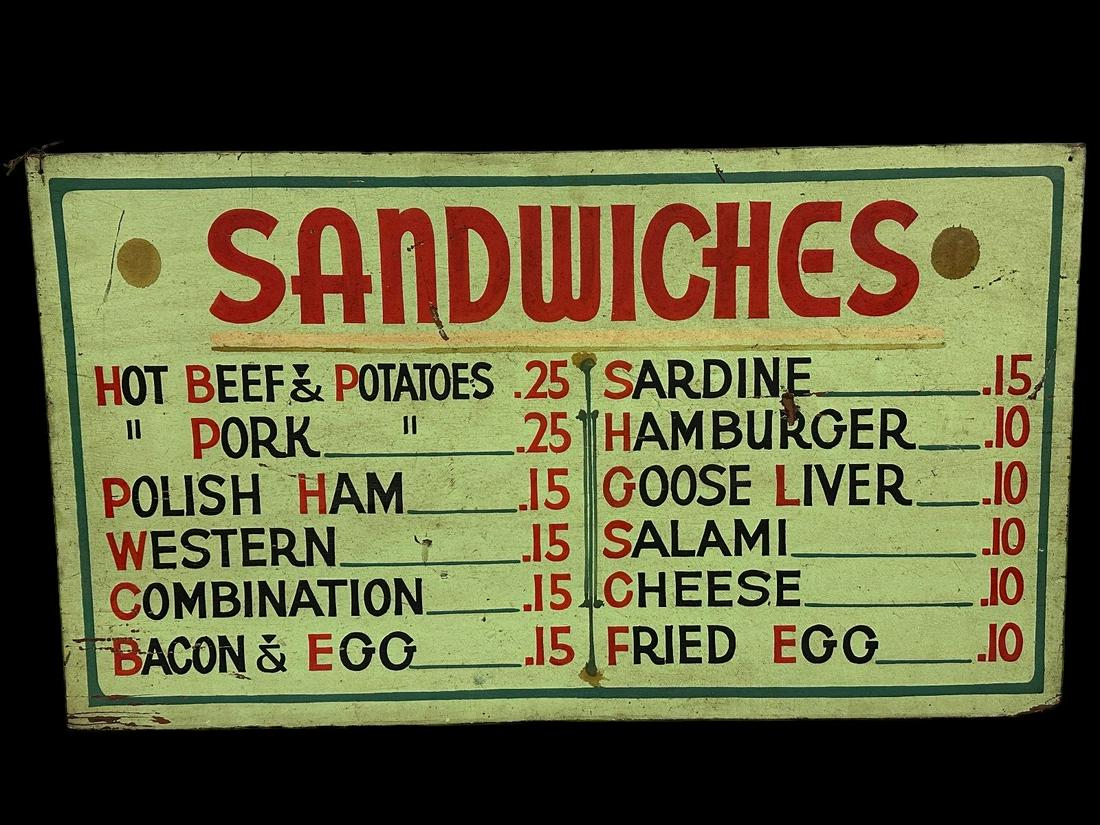 SANDWICHES
HOT BEEF & POTATOES .25
" PORK " .25
POLISH HAM .15
WESTERN .15
COMBINATION .15
BACON & EGG .15
SARDINE .15
HAMBURGER .10
GOOSE LIVER .10
SALAMI .10
CHEESE .10
FRIED EGG .10